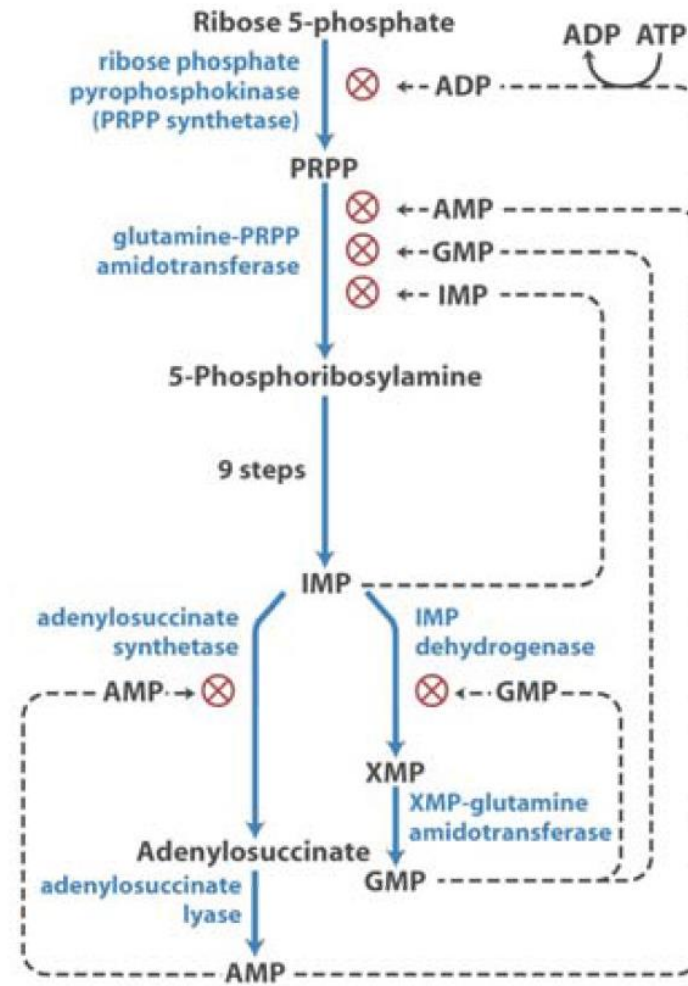 Ribose 5-phosphate
ADP ATP
ribose phosphate
pyrophosphokinase
(PRPP synthetase)
ADP
PRPP
AMP
glutamine-PRPP
amidotransferase
GMP
IMP
5-Phosphoribosylamine
9 steps
IMP
adenylosuccinate
synthetase
IMP
dehydrogenase
AMP
GMP
XMP
XMP-glutamine
amidotransferase
Adenylosuccinate
GMP
adenylosuccinate
lyase
AMP